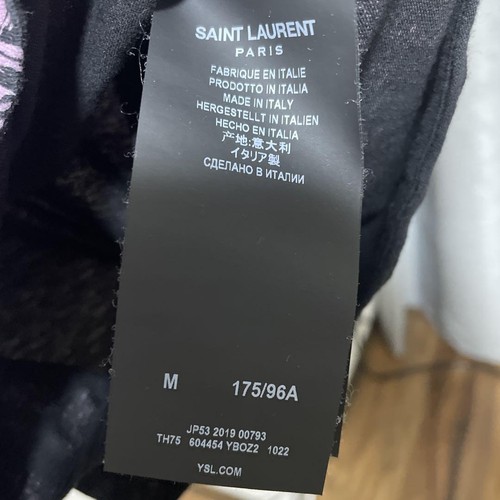 SAINT LAURENT
PARIS
FABRIQUE EN ITALIE
PRODOTTO IN ITALIA
MADE IN ITALY
HERGESTELLT IN ITALIEN
HECHO EN ITALIA
产地:意大利
イタリア製
СДЕЛАНО В ИТАЛИИ
M 175/96A
JP53 2019 00793
TH75 604454 YBOZ2 1022
YSL.COM